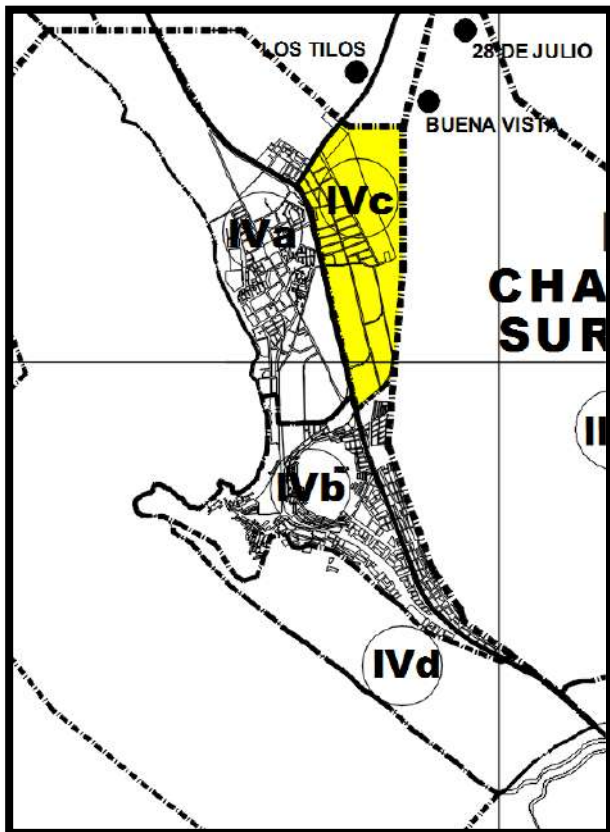 28 DE JULIO
LOS TILOS
BUENA VISTA
IVc
IVa
CHA
SUR
IVb
IVd